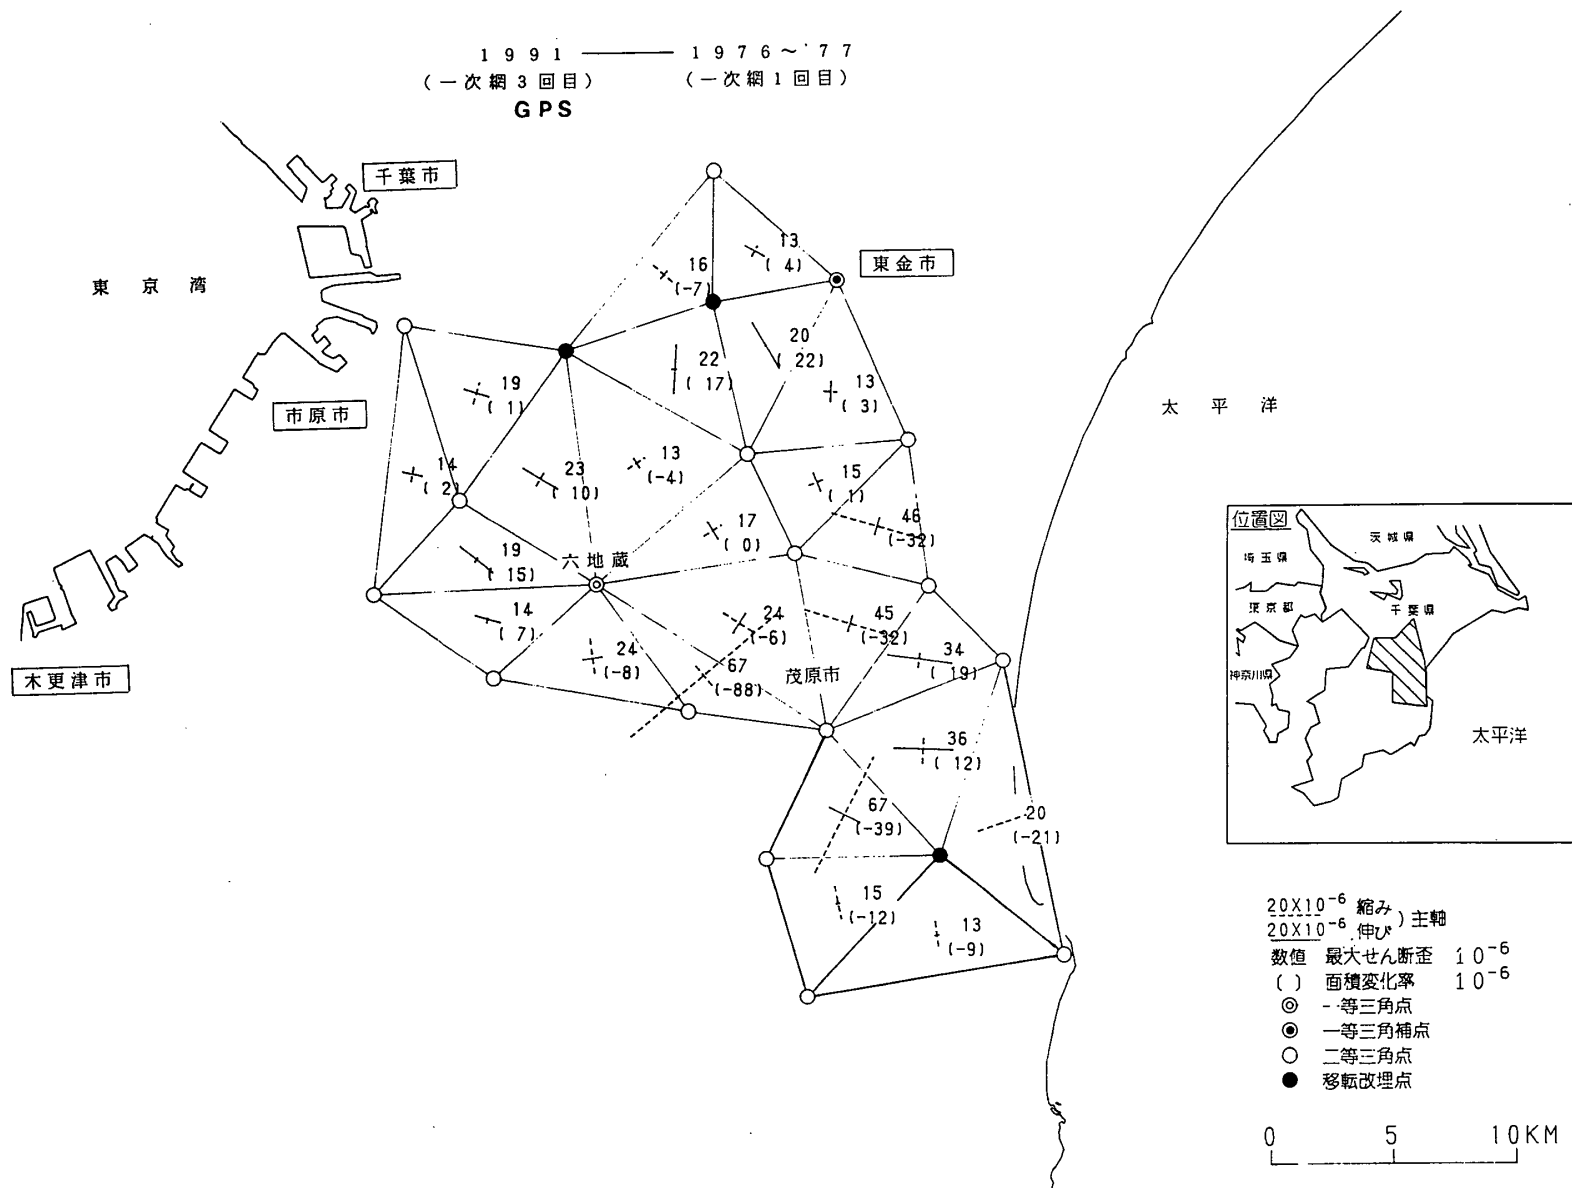 1991 ——— 1976～'77
(一次網3回目) (一次網1回目)
GPS
千葉市
東京湾
東金市
13
( 4)
16
(-7)
20
( 22)
22
( 17)
13
( 3)
19
( 1)
市原市
太平洋
14
( 2)
23
( 10)
13
(-4)
15
( 1)
46
(-32)
17
( 0)
19
( 15)
六地蔵
14
( 7)
24
(-8)
24
(-6)
45
(-32)
67
(-88)
茂原市
34
( 19)
木更津市
36
( 12)
67
(-39)
20
(-21)
15
(-12)
13
(-9)
位置図
茨城県
埼玉県
東京都
千葉県
神奈川県
太平洋
20X10⁻⁶ 縮み
20X10⁻⁶ 伸び ) 主軸
数値 最大せん断歪 10⁻⁶
( ) 面積変化率 10⁻⁶
◎ 一等三角点
一等三角補点
○ 二等三角点
● 移転改埋点
0 5 10KM